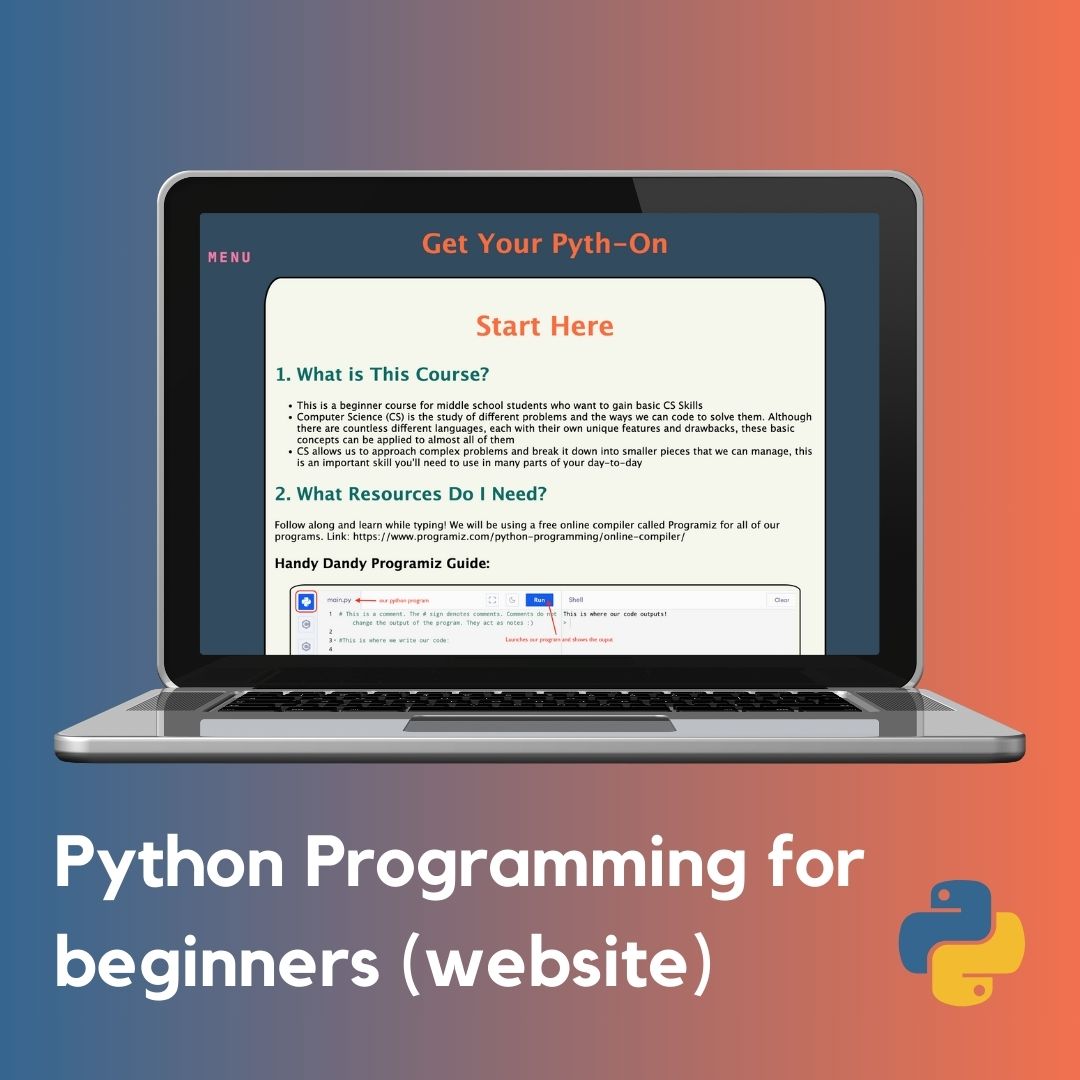 Get Your Pyth-On
MENU
Start Here
1. What is This Course?
• This is a beginner course for middle school students who want to gain basic CS Skills
• Computer Science (CS) is the study of different problems and the ways we can code to solve them. Although
there are countless different languages, each with their own unique features and drawbacks, these basic
concepts can be applied to almost all of them
• CS allows us to approach complex problems and break it down into smaller pieces that we can manage, this
is an important skill you'll need to use in many parts of your day-to-day
2. What Resources Do I Need?
Follow along and learn while typing! We will be using a free online compiler called Programiz for all of our
programs. Link: https://www.programiz.com/python-programming/online-compiler/
Handy Dandy Programiz Guide:
main.py our python program Run Shell Clear
1 # This is a comment. The # sign denotes comments. Comments do not This is where our code outputs!
change the output of the program. They act as notes :) >
2 Launches our program and shows the ouput
3 #This is where we write our code:
4
Python Programming for
beginners (website)